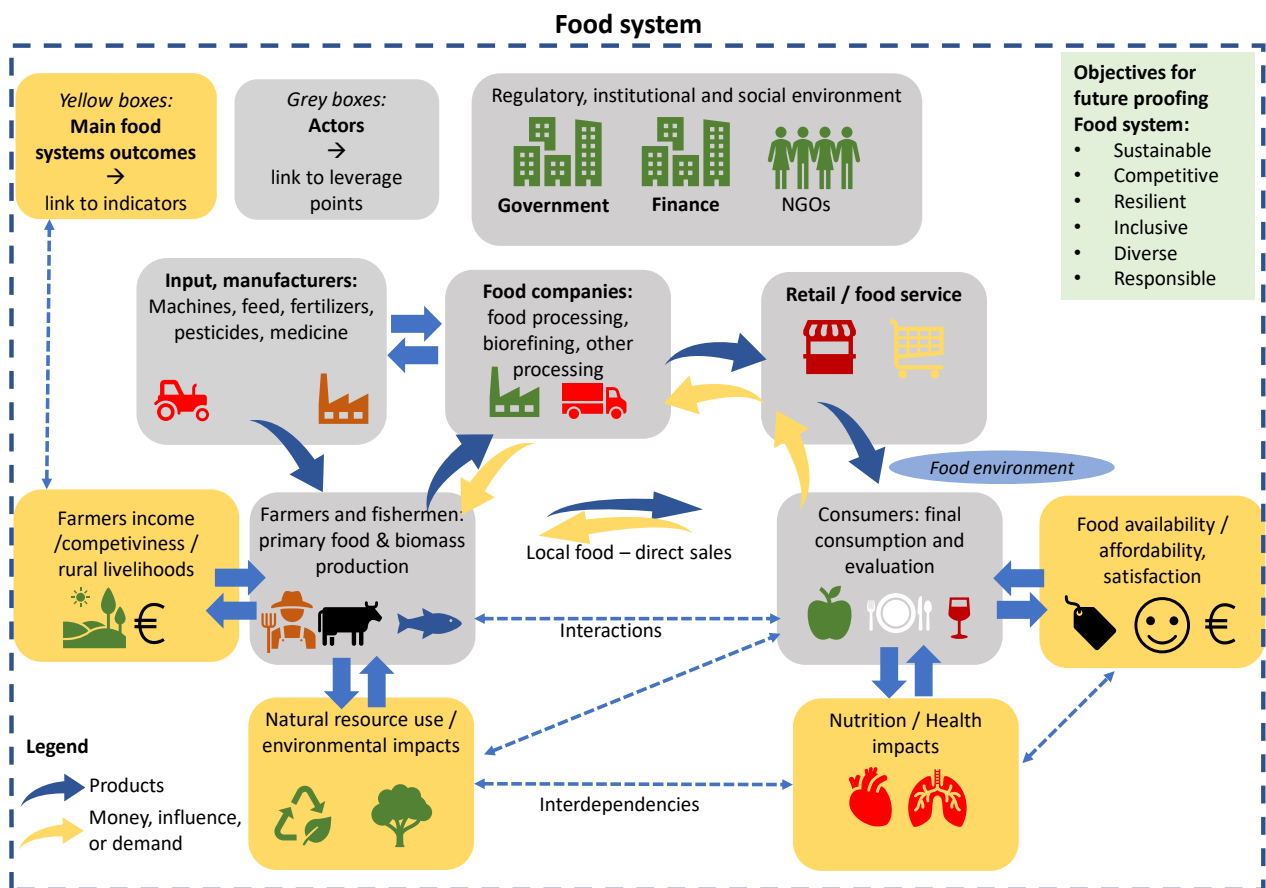 Food system
Yellow boxes:
Main food
systems outcomes
→
link to indicators
Grey boxes:
Actors
→
link to leverage
points
Regulatory, institutional and social environment
Government
Finance
NGOs
Objectives for
future proofing
Food system:
• Sustainable
• Competitive
• Resilient
• Inclusive
• Diverse
• Responsible
Input, manufacturers:
Machines, feed, fertilizers,
pesticides, medicine
Food companies:
food processing,
biorefining, other
processing
Retail / food service
Food environment
Farmers income
/competiviness /
rural livelihoods
€
Farmers and fishermen:
primary food & biomass
production
Local food – direct sales
Consumers: final
consumption and
evaluation
Food availability /
affordability,
satisfaction
€
Interactions
Natural resource use /
environmental impacts
Nutrition / Health
impacts
Interdependencies
Legend
Products
Money, influence,
or demand